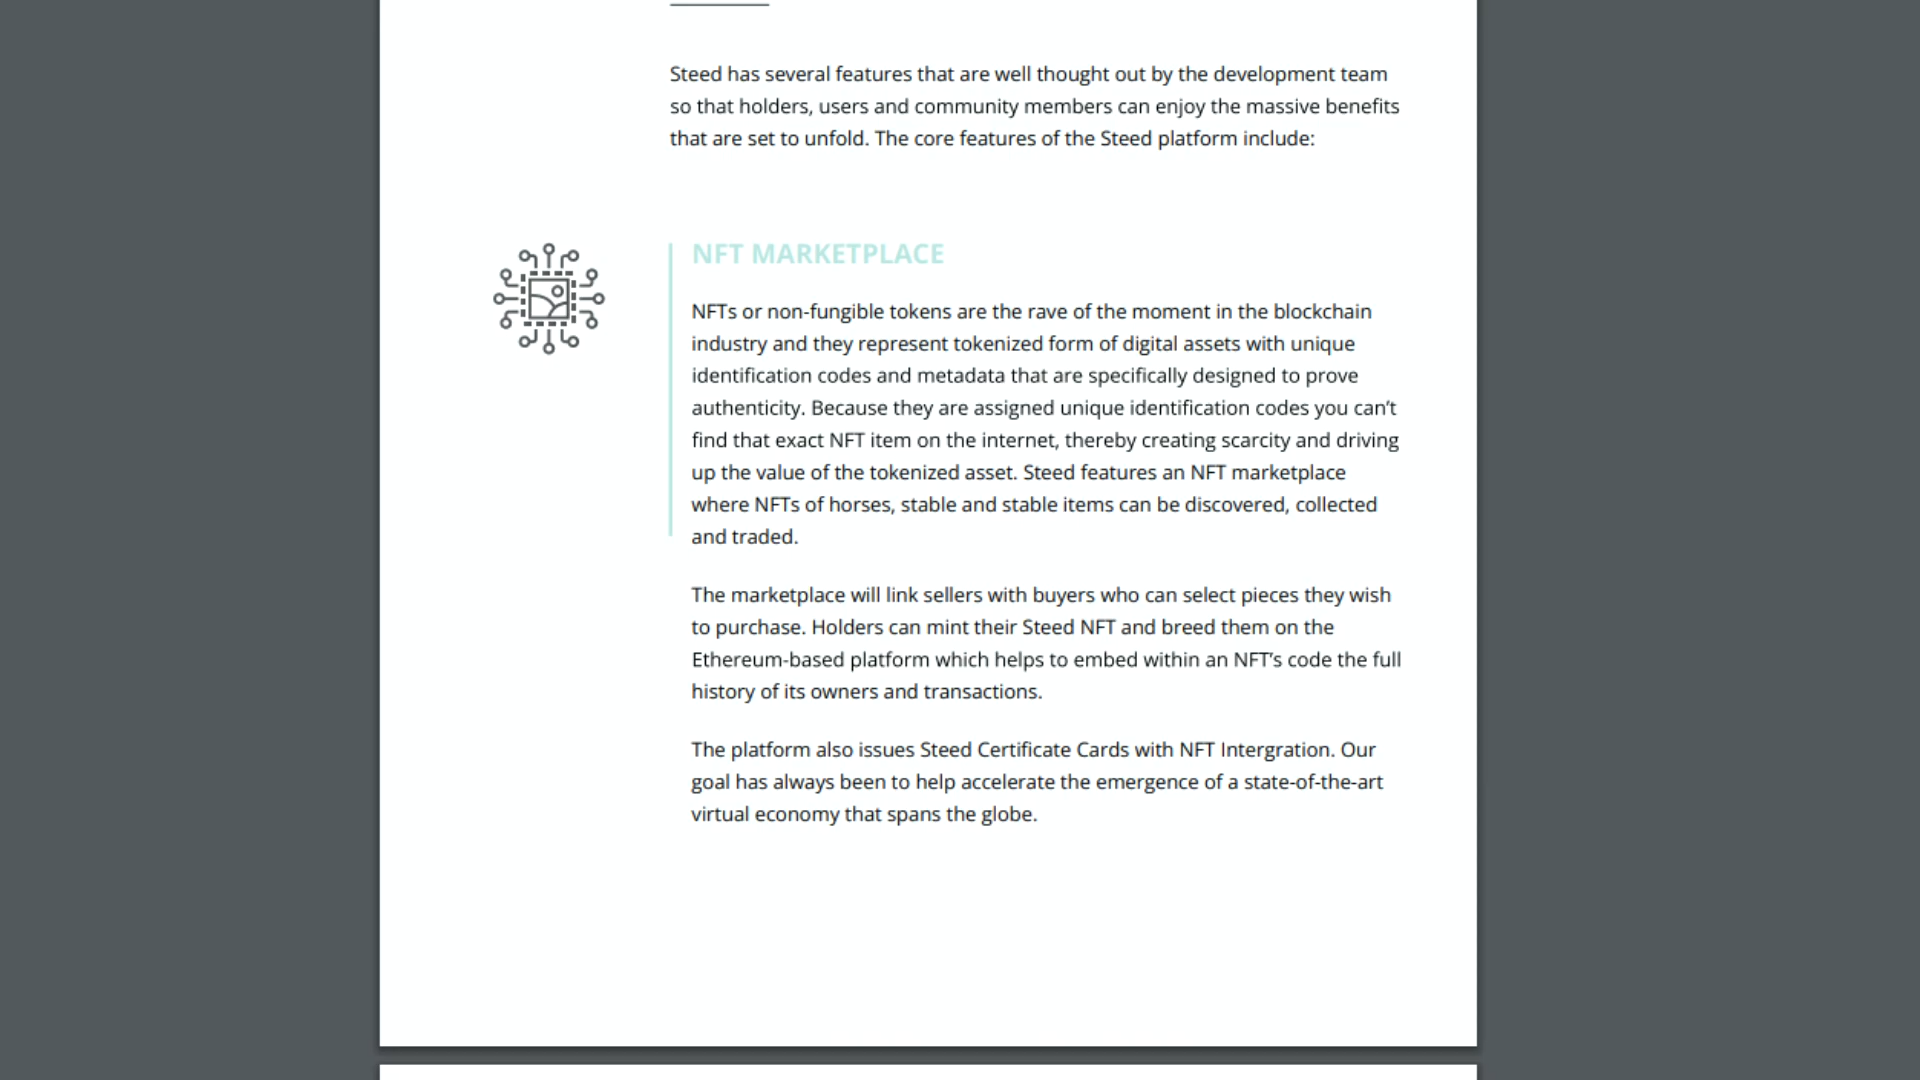 Steed has several features that are well thought out by the development team
so that holders, users and community members can enjoy the massive benefits
that are set to unfold. The core features of the Steed platform include:
NFT MARKETPLACE
NFTs or non-fungible tokens are the rave of the moment in the blockchain
industry and they represent tokenized form of digital assets with unique
identification codes and metadata that are specifically designed to prove
authenticity. Because they are assigned unique identification codes you can’t
find that exact NFT item on the internet, thereby creating scarcity and driving
up the value of the tokenized asset. Steed features an NFT marketplace
where NFTs of horses, stable and stable items can be discovered, collected
and traded.
The marketplace will link sellers with buyers who can select pieces they wish
to purchase. Holders can mint their Steed NFT and breed them on the
Ethereum-based platform which helps to embed within an NFT’s code the full
history of its owners and transactions.
The platform also issues Steed Certificate Cards with NFT Intergration. Our
goal has always been to help accelerate the emergence of a state-of-the-art
virtual economy that spans the globe.